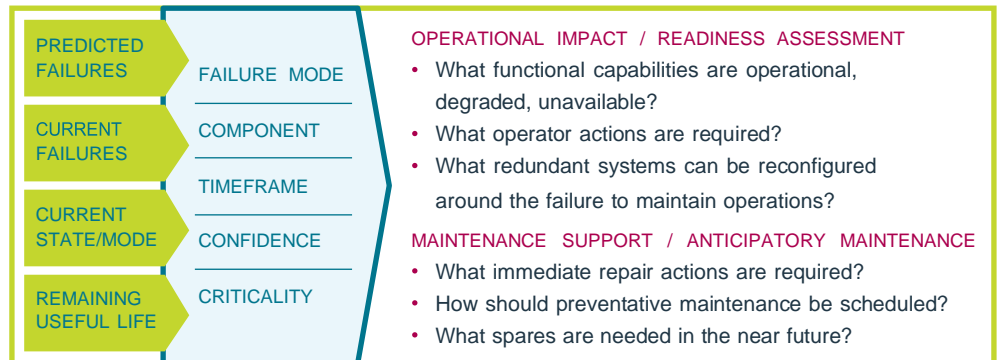 PREDICTED
FAILURES
CURRENT
FAILURES
CURRENT
STATE/MODE
REMAINING
USEFUL LIFE
FAILURE MODE
COMPONENT
TIMEFRAME
CONFIDENCE
CRITICALITY
OPERATIONAL IMPACT / READINESS ASSESSMENT
• What functional capabilities are operational,
degraded, unavailable?
• What operator actions are required?
• What redundant systems can be reconfigured
around the failure to maintain operations?
MAINTENANCE SUPPORT / ANTICIPATORY MAINTENANCE
• What immediate repair actions are required?
• How should preventative maintenance be scheduled?
• What spares are needed in the near future?